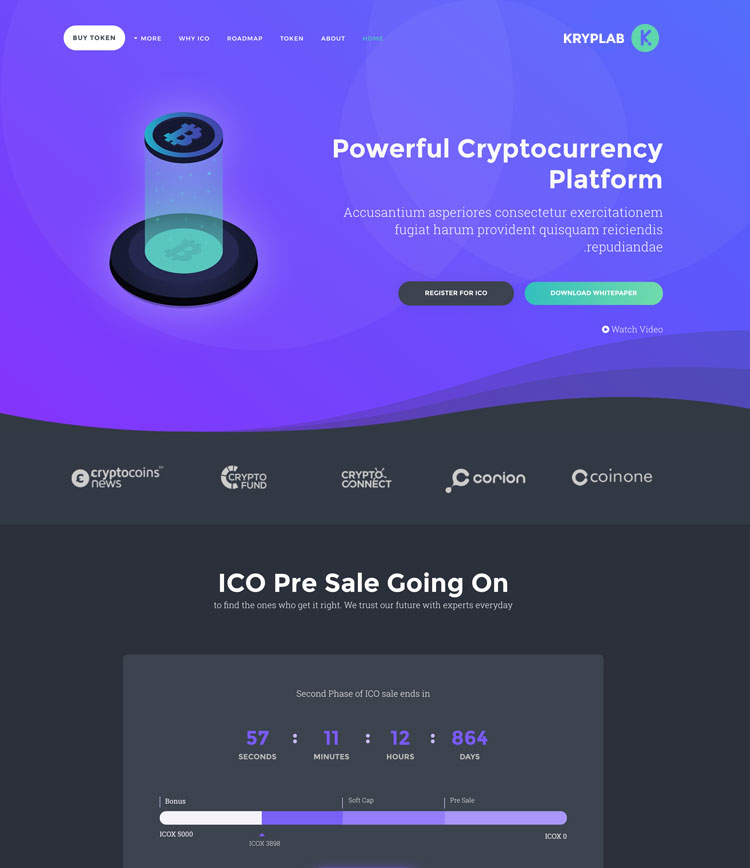 BUY TOKEN
MORE
WHY ICO
ROADMAP
TOKEN
ABOUT
HOME
KRYPLAB
Powerful Cryptocurrency
Platform
Accusantium asperiores consectetur exercitationem
fugiat harum provident quisquam reiciendis
.repudiandae
REGISTER FOR ICO
DOWNLOAD WHITEPAPER
Watch Video
cryptocoins
news
CRYPTO
FUND
CRYPTO
CONNECT
corion
coinone
ICO Pre Sale Going On
to find the ones who get it right. We trust our future with experts everyday
Second Phase of ICO sale ends in
57 : 11 : 12 : 864
SECONDS MINUTES HOURS DAYS
Bonus
Soft Cap
Pre Sale
ICOX 5000
ICOX 3898
ICOX 0